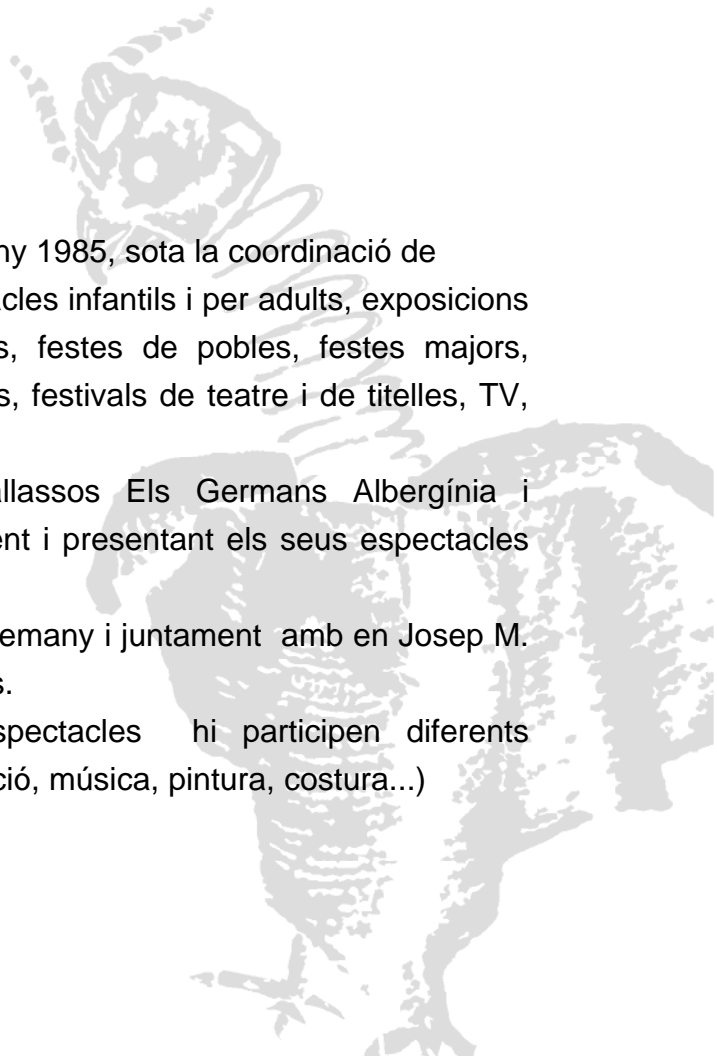 ny 1985, sota la coordinació de
acles infantils i per adults, exposicions
s, festes de pobles, festes majors,
s, festivals de teatre i de titelles, TV,
allassos Els Germans Albergínia i
ent i presentant els seus espectacles
emany i juntament amb en Josep M.
s.
spectacles hi participen diferents
ció, música, pintura, costura...)